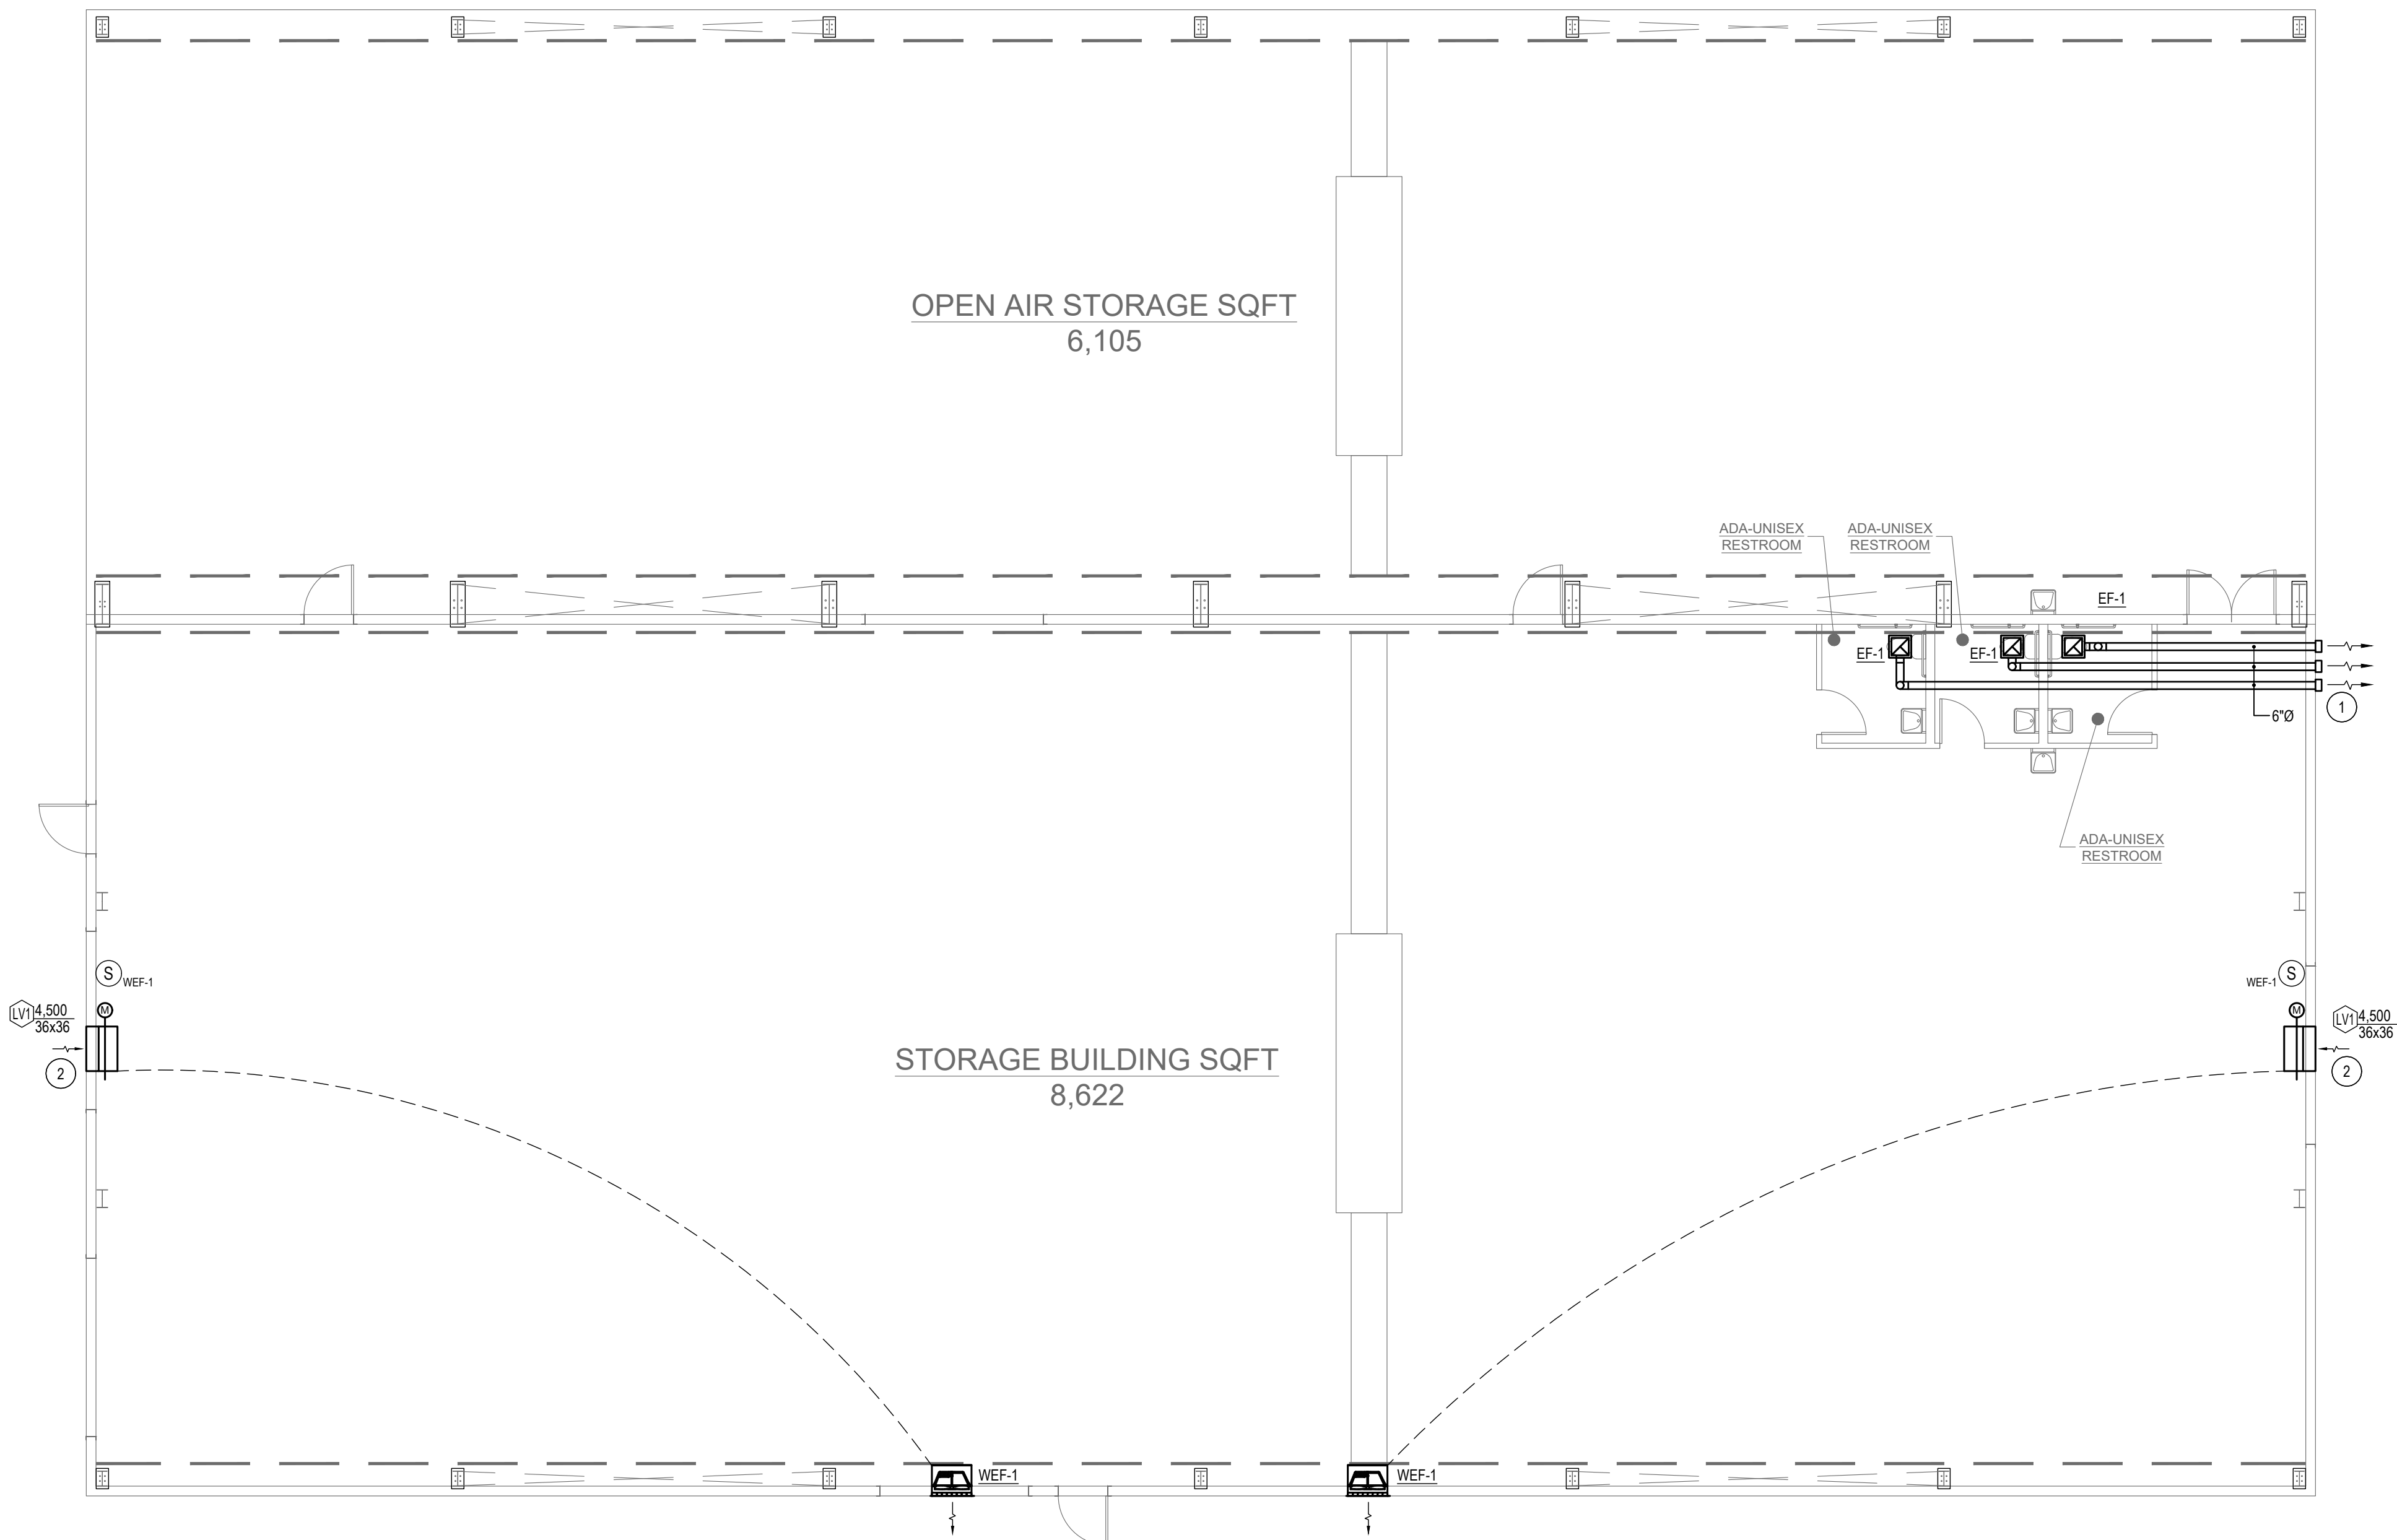 OPEN AIR STORAGE SQFT
6,105
ADA-UNISEX
RESTROOM
ADA-UNISEX
RESTROOM
EF-1
EF-1
EF-1
6"Ø
1
ADA-UNISEX
RESTROOM
S
WEF-1
M
LV1
4,500
36x36
2
STORAGE BUILDING SQFT
8,622
WEF-1
S
M
LV1
4,500
36x36
2
WEF-1
WEF-1